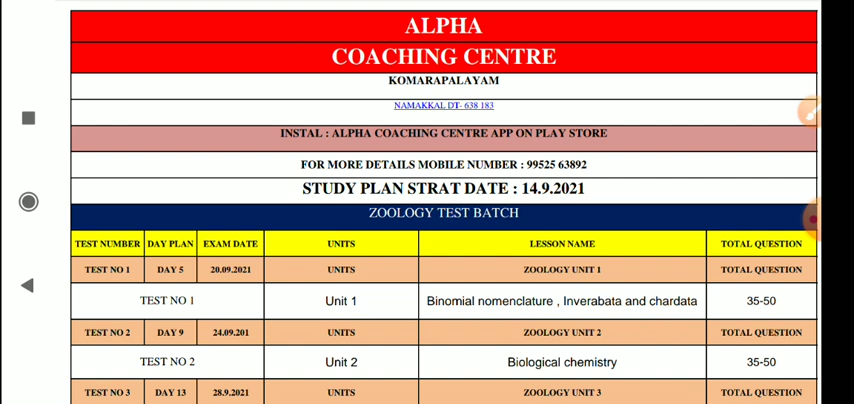 ALPHA
COACHING CENTRE
KOMARAPALAYAM
NAMAKKAL DT- 638 183
INSTAL : ALPHA COACHING CENTRE APP ON PLAY STORE
FOR MORE DETAILS MOBILE NUMBER : 99525 63892
STUDY PLAN STRAT DATE : 14.9.2021
ZOOLOGY TEST BATCH
TEST NUMBER DAY PLAN EXAM DATE UNITS LESSON NAME TOTAL QUESTION
TEST NO 1 DAY 5 20.09.2021 UNITS ZOOLOGY UNIT 1 TOTAL QUESTION
TEST NO 1 Unit 1 Binomial nomenclature , Inverabata and chardata 35-50
TEST NO 2 DAY 9 24.09.201 UNITS ZOOLOGY UNIT 2 TOTAL QUESTION
TEST NO 2 Unit 2 Biological chemistry 35-50
TEST NO 3 DAY 13 28.9.2021 UNITS ZOOLOGY UNIT 3 TOTAL QUESTION